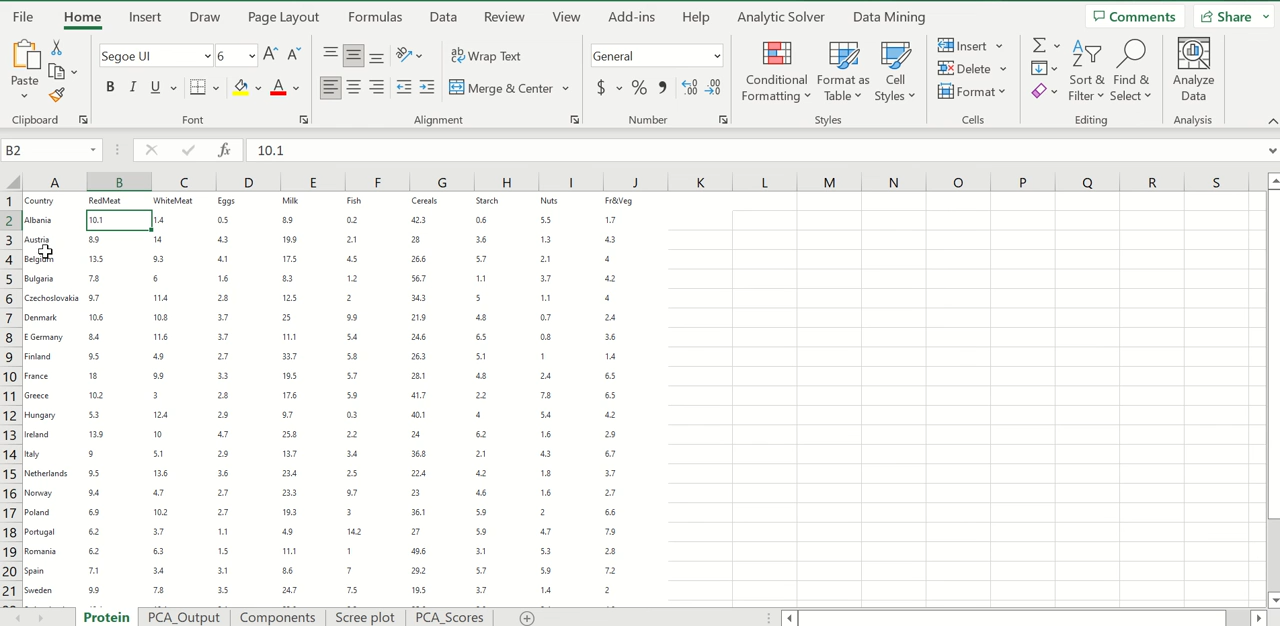 File Home Insert Draw Page Layout Formulas Data Review View Add-ins Help Analytic Solver Data Mining Comments Share
Segoe UI 6 A A Wrap Text General Insert
Paste Conditional Format as Cell Delete Sort & Find & Analyze
B I U A Merge & Center $ % Formatting Table Styles Format Filter Select Data
Clipboard Font Alignment Number Styles Cells Editing Analysis
B2 fx 10.1
A B C D E F G H I J K L M N O P Q R S
1 Country RedMeat WhiteMeat Eggs Milk Fish Cereals Starch Nuts Fr&Veg
2 Albania 10.1 1.4 0.5 8.9 0.2 42.3 0.6 5.5 1.7
3 Austria 8.9 14 4.3 19.9 2.1 28 3.6 1.3 4.3
4 Belgium 13.5 9.3 4.1 17.5 4.5 26.6 5.7 2.1 4
5 Bulgaria 7.8 6 1.6 8.3 1.2 56.7 1.1 3.7 4.2
6 Czechoslovakia 9.7 11.4 2.8 12.5 2 34.3 5 1.1 4
7 Denmark 10.6 10.8 3.7 25 9.9 21.9 4.8 0.7 2.4
8 E Germany 8.4 11.6 3.7 11.1 5.4 24.6 6.5 0.8 3.6
9 Finland 9.5 4.9 2.7 33.7 5.8 26.3 5.1 1 1.4
10 France 18 9.9 3.3 19.5 5.7 28.1 4.8 2.4 6.5
11 Greece 10.2 3 2.8 17.6 5.9 41.7 2.2 7.8 6.5
12 Hungary 5.3 12.4 2.9 9.7 0.3 40.1 4 5.4 4.2
13 Ireland 13.9 10 4.7 25.8 2.2 24 6.2 1.6 2.9
14 Italy 9 5.1 2.9 13.7 3.4 36.8 2.1 4.3 6.7
15 Netherlands 9.5 13.6 3.6 23.4 2.5 22.4 4.2 1.8 3.7
16 Norway 9.4 4.7 2.7 23.3 9.7 23 4.6 1.6 2.7
17 Poland 6.9 10.2 2.7 19.3 3 36.1 5.9 2 6.6
18 Portugal 6.2 3.7 1.1 4.9 14.2 27 5.9 4.7 7.9
19 Romania 6.2 6.3 1.5 11.1 1 49.6 3.1 5.3 2.8
20 Spain 7.1 3.4 3.1 8.6 7 29.2 5.7 5.9 7.2
21 Sweden 9.9 7.8 3.5 24.7 7.5 19.5 3.7 1.4 2
Protein PCA_Output Components Scree plot PCA_Scores